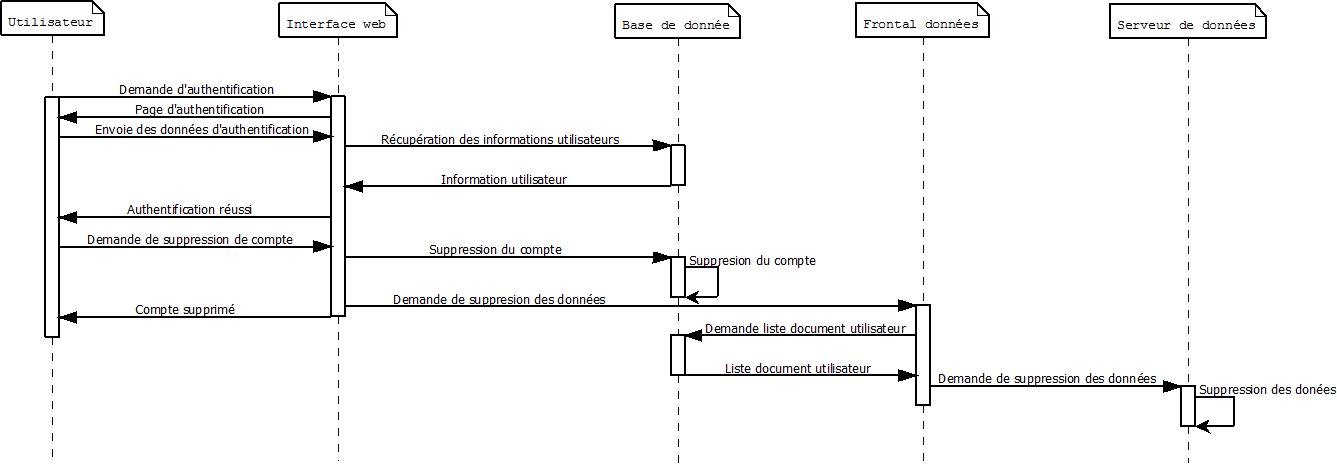 Utilisateur
Interface web
Base de donnée
Frontal données
Serveur de données
Demande d'authentification
Page d'authentification
Envoie des données d'authentification
Récupération des informations utilisateurs
Information utilisateur
Authentification réussi
Demande de suppression de compte
Suppression du compte
Suppresion du compte
Demande de suppresion des données
Compte supprimé
Demande liste document utilisateur
Liste document utilisateur
Demande de suppression des données
Suppression des donées